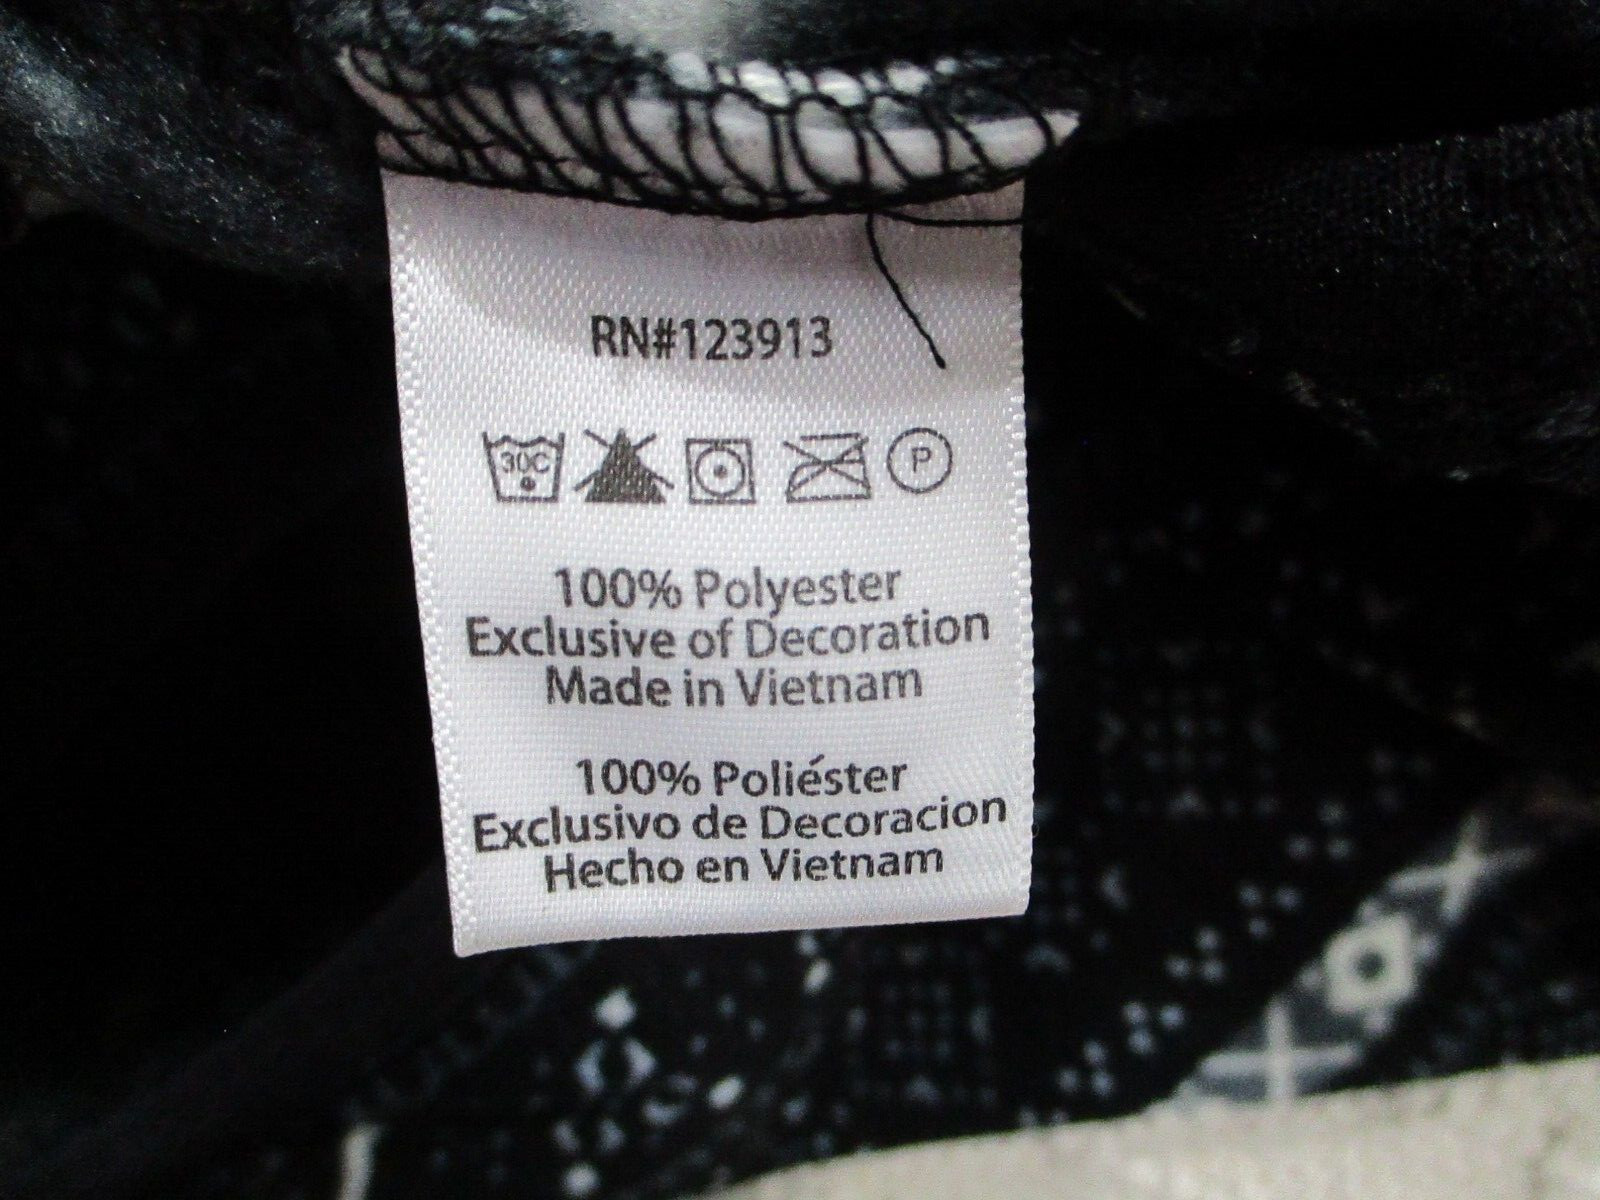 RN#123913
30C
P
100% Polyester
Exclusive of Decoration
Made in Vietnam
100% Poliéster
Exclusivo de Decoracion
Hecho en Vietnam